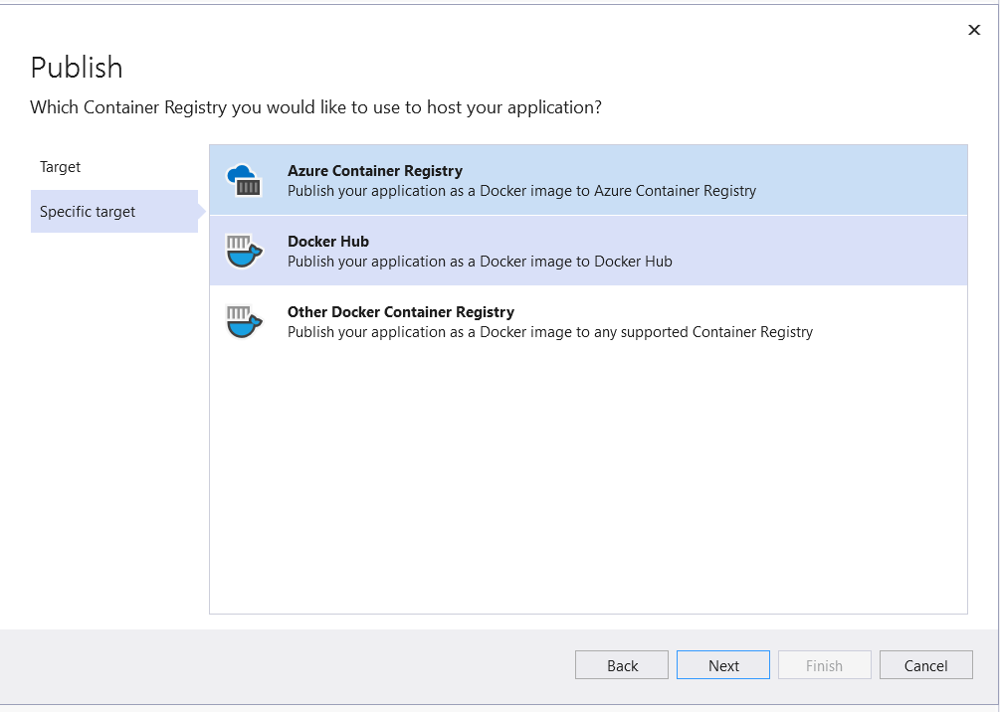 Publish
Which Container Registry you would like to use to host your application?
Target
Specific target
Azure Container Registry
Publish your application as a Docker image to Azure Container Registry
Docker Hub
Publish your application as a Docker image to Docker Hub
Other Docker Container Registry
Publish your application as a Docker image to any supported Container Registry
Back
Next
Finish
Cancel